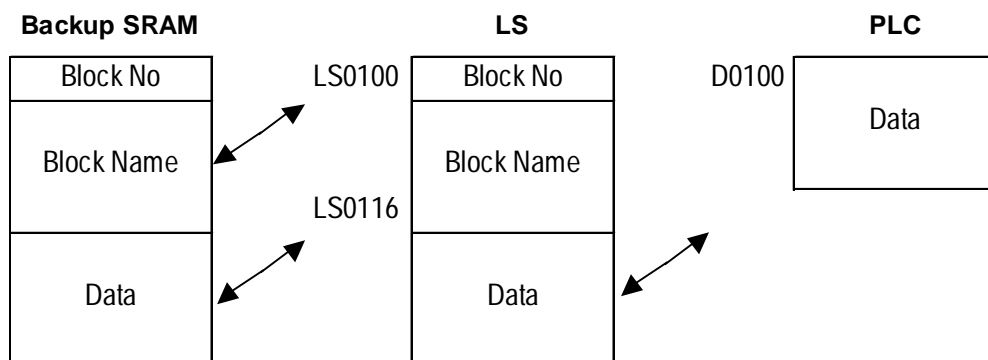 Backup SRAM LS PLC
Block No LS0100 Block No D0100
Data
Block Name Block Name
LS0116
Data Data